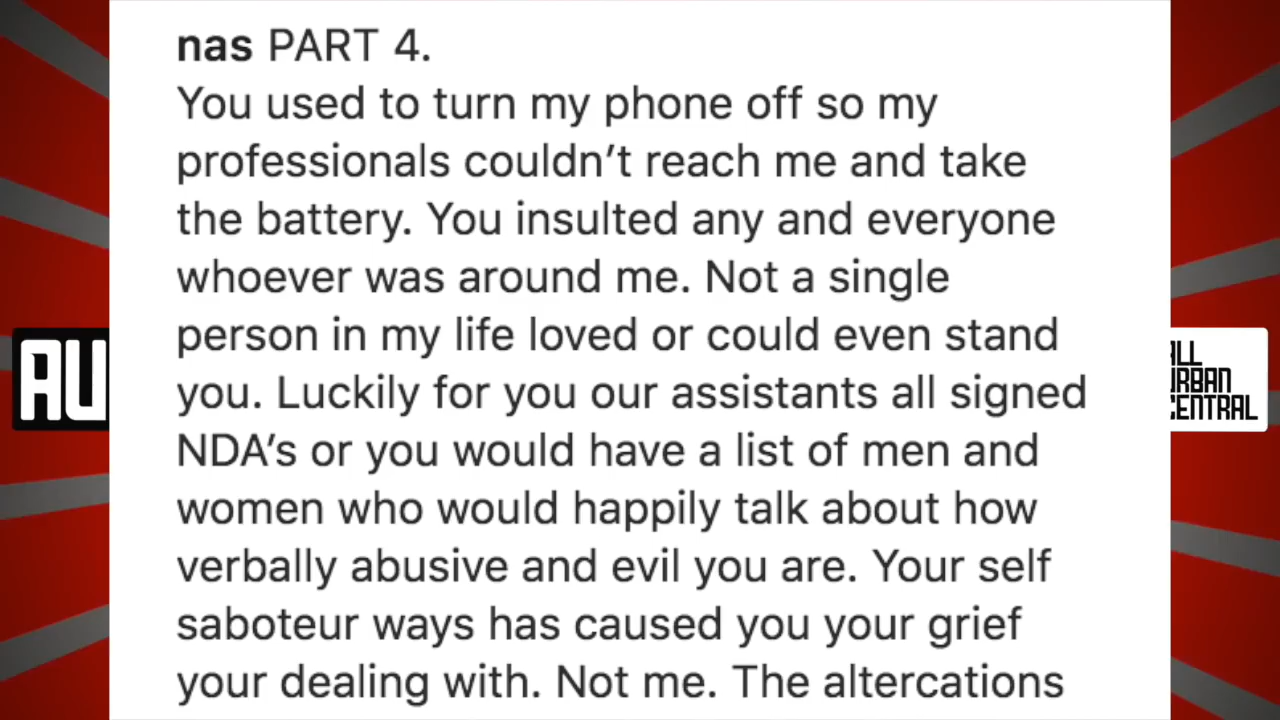 nas PART 4.
You used to turn my phone off so my
professionals couldn’t reach me and take
the battery. You insulted any and everyone
whoever was around me. Not a single
person in my life loved or could even stand
you. Luckily for you our assistants all signed
NDA’s or you would have a list of men and
women who would happily talk about how
verbally abusive and evil you are. Your self
saboteur ways has caused you your grief
your dealing with. Not me. The altercations
AU
ALL
URBAN
CENTRAL